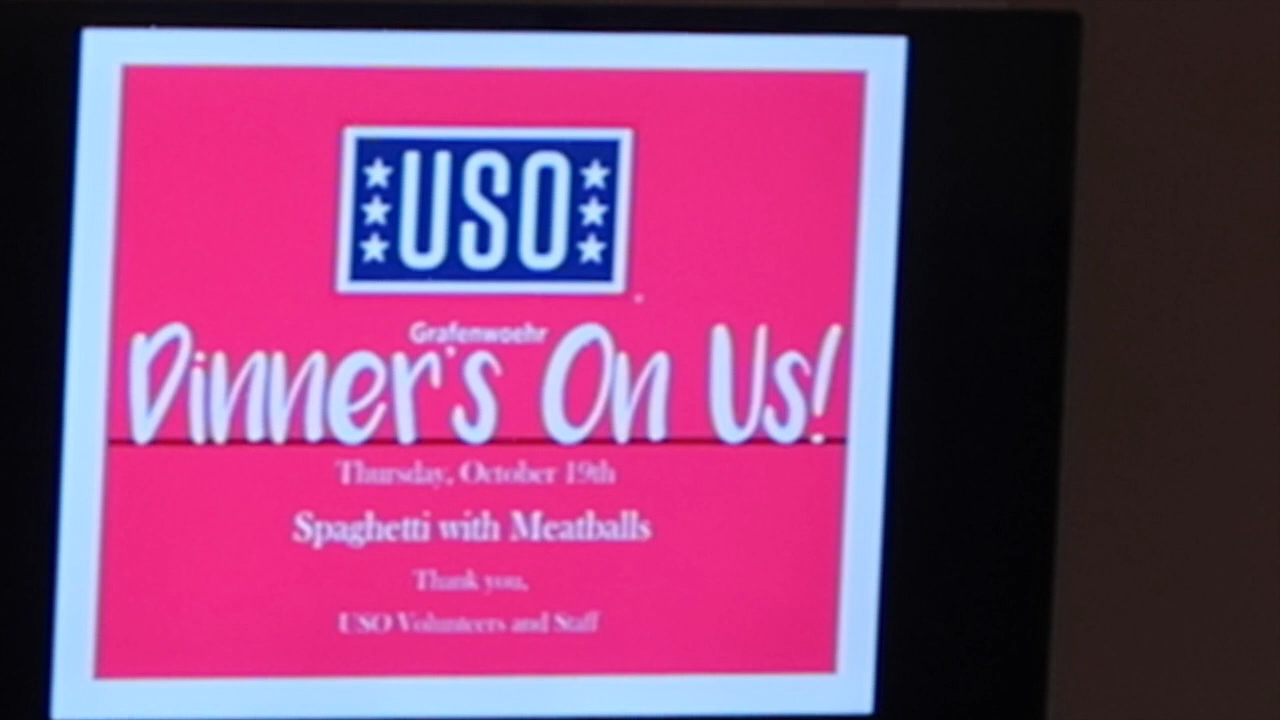 USO
Grafenwoehr
Dinner's On Us!
Thursday, October 19th
Spaghetti with Meatballs
Thank you,
USO Volunteers and Staff